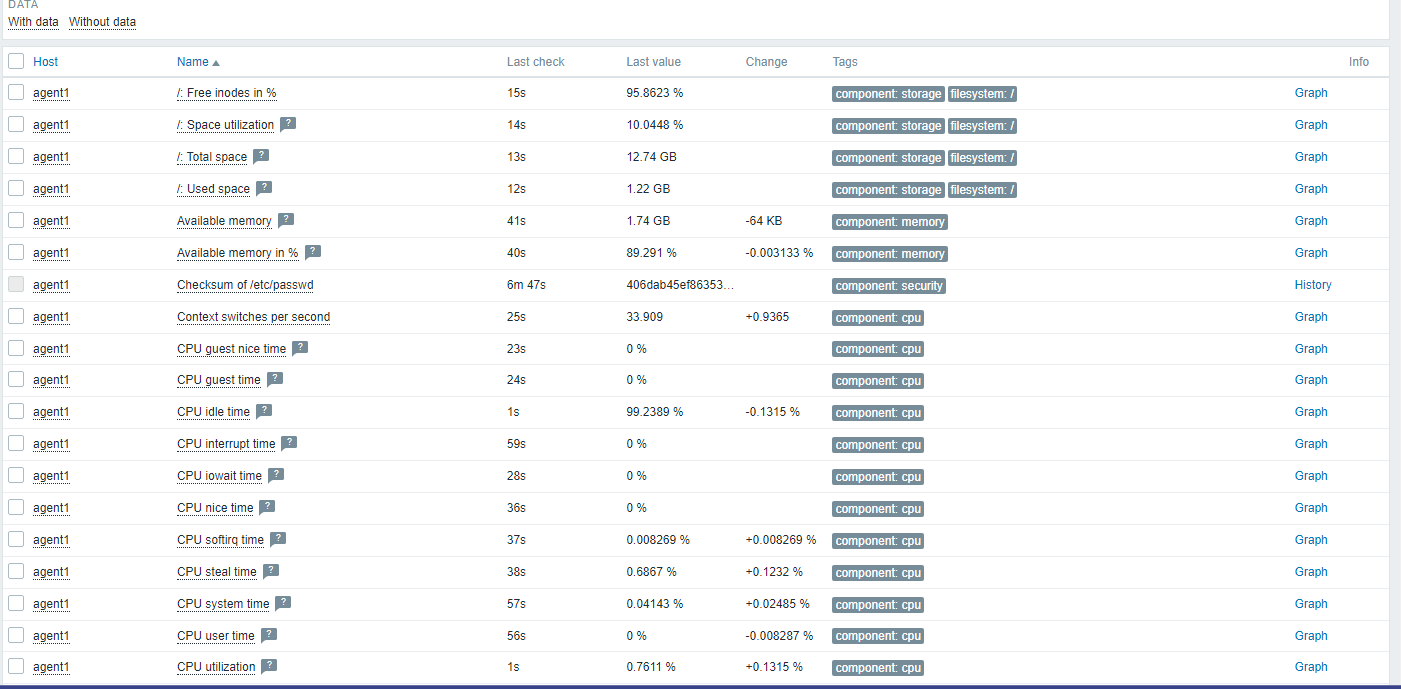 DATA
With data Without data
Host Name Last check Last value Change Tags Info
agent1 /: Free inodes in % 15s 95.8623 % component: storage filesystem: / Graph
agent1 /: Space utilization ? 14s 10.0448 % component: storage filesystem: / Graph
agent1 /: Total space ? 13s 12.74 GB component: storage filesystem: / Graph
agent1 /: Used space ? 12s 1.22 GB component: storage filesystem: / Graph
agent1 Available memory ? 41s 1.74 GB -64 KB component: memory Graph
agent1 Available memory in % ? 40s 89.291 % -0.003133 % component: memory Graph
agent1 Checksum of /etc/passwd 6m 47s 406dab45ef86353... component: security History
agent1 Context switches per second 25s 33.909 +0.9365 component: cpu Graph
agent1 CPU guest nice time ? 23s 0 % component: cpu Graph
agent1 CPU guest time ? 24s 0 % component: cpu Graph
agent1 CPU idle time ? 1s 99.2389 % -0.1315 % component: cpu Graph
agent1 CPU interrupt time ? 59s 0 % component: cpu Graph
agent1 CPU iowait time ? 28s 0 % component: cpu Graph
agent1 CPU nice time ? 36s 0 % component: cpu Graph
agent1 CPU softirq time ? 37s 0.008269 % +0.008269 % component: cpu Graph
agent1 CPU steal time ? 38s 0.6867 % +0.1232 % component: cpu Graph
agent1 CPU system time ? 57s 0.04143 % +0.02485 % component: cpu Graph
agent1 CPU user time ? 56s 0 % -0.008287 % component: cpu Graph
agent1 CPU utilization ? 1s 0.7611 % +0.1315 % component: cpu Graph